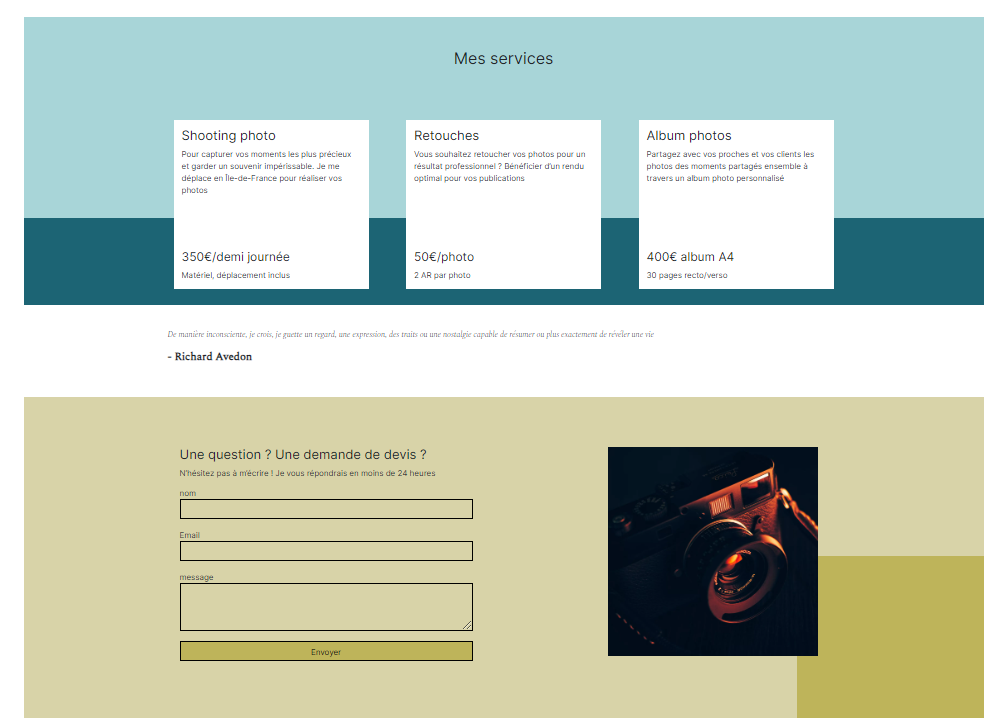 Mes services
Shooting photo
Pour capturer vos moments les plus précieux
et garder un souvenir impérissable. Je me
déplace en Île-de-France pour réaliser vos
photos
350€/demi journée
Matériel, déplacement inclus
Retouches
Vous souhaitez retoucher vos photos pour un
résultat professionnel ? Bénéficier d'un rendu
optimal pour vos publications
50€/photo
2 AR par photo
Album photos
Partagez avec vos proches et vos clients les
photos des moments partagés ensemble à
travers un album photo personnalisé
400€ album A4
30 pages recto/verso
De manière inconsciente, je crois, je guette un regard, une expression, des traits ou une nostalgie capable de résumer ou plus exactement de révéler une vie
- Richard Avedon
Une question ? Une demande de devis ?
N'hésitez pas à m'écrire ! Je vous répondrais en moins de 24 heures
nom
Email
message
Envoyer